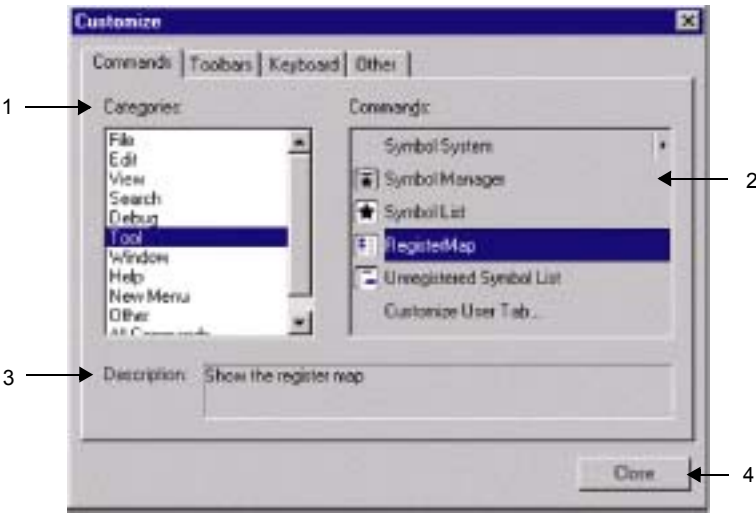 Customize
Commands Toolbars Keyboard Other
1
Categories:
File
Edit
View
Search
Debug
Tool
Window
Help
New Menu
Other
All Commands
Commands:
Symbol System
Symbol Manager
Symbol List
RegisterMap
Unregistered Symbol List
Customize User Tab...
2
3
Description:
Show the register map
Close
4